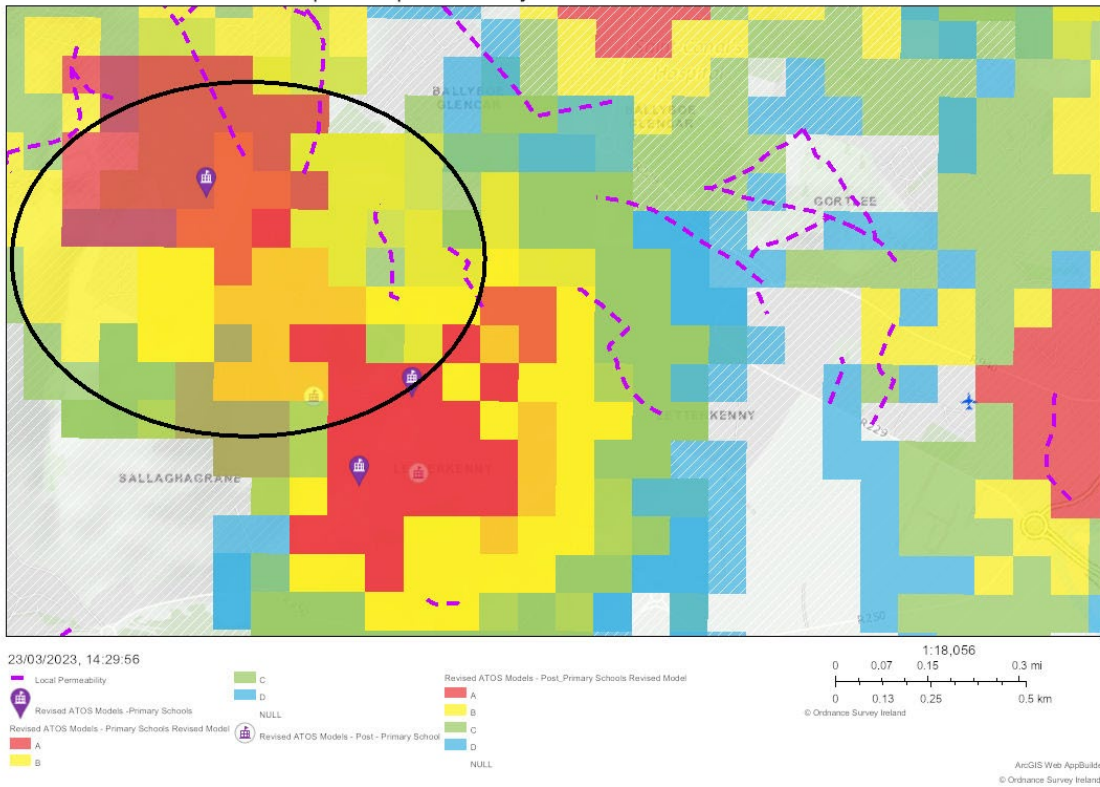 BALLYBOE
GLENCAR
BALLYBOE
GLENCAR
GORTLEE
LETTERKENNY
R229
LETTERKENNY
SALLAGHAGRANE
R250
23/03/2023, 14:29:56
Local Permeability
Revised ATOS Models -Primary Schools
Revised ATOS Models - Primary Schools Revised Model
A
B
C
D
NULL
Revised ATOS Models - Post - Primary School
Revised ATOS Models - Post_Primary Schools Revised Model
A
B
C
D
NULL
1:18,056
0 0.07 0.15 0.3 mi
0 0.13 0.25 0.5 km
© Ordnance Survey Ireland
ArcGIS Web AppBuilde
© Ordnance Survey Ireland